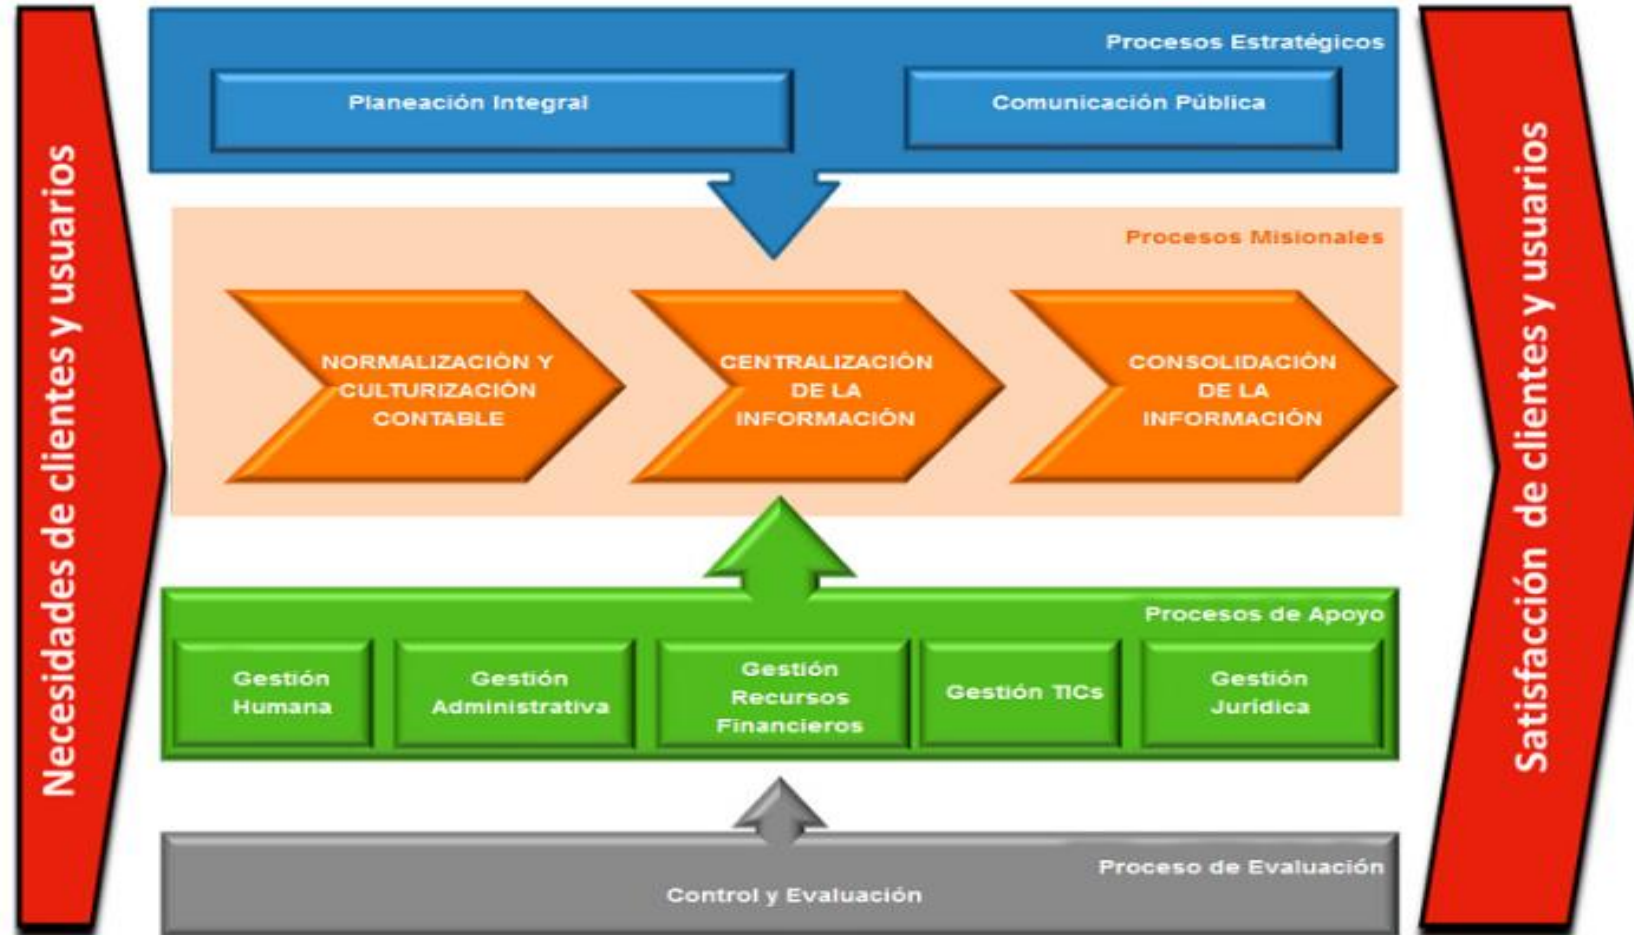 Necesidades de clientes y usuarios
Procesos Estratégicos
Planeación Integral
Comunicación Pública
Procesos Misionales
NORMALIZACIÓN Y
CULTURIZACIÓN
CONTABLE
CENTRALIZACIÓN
DE LA
INFORMACIÓN
CONSOLIDACIÓN
DE LA
INFORMACIÓN
Procesos de Apoyo
Gestión
Humana
Gestión
Administrativa
Gestión
Recursos
Financieros
Gestión TICs
Gestión
Jurídica
Proceso de Evaluación
Control y Evaluación
Satisfacción de clientes y usuarios